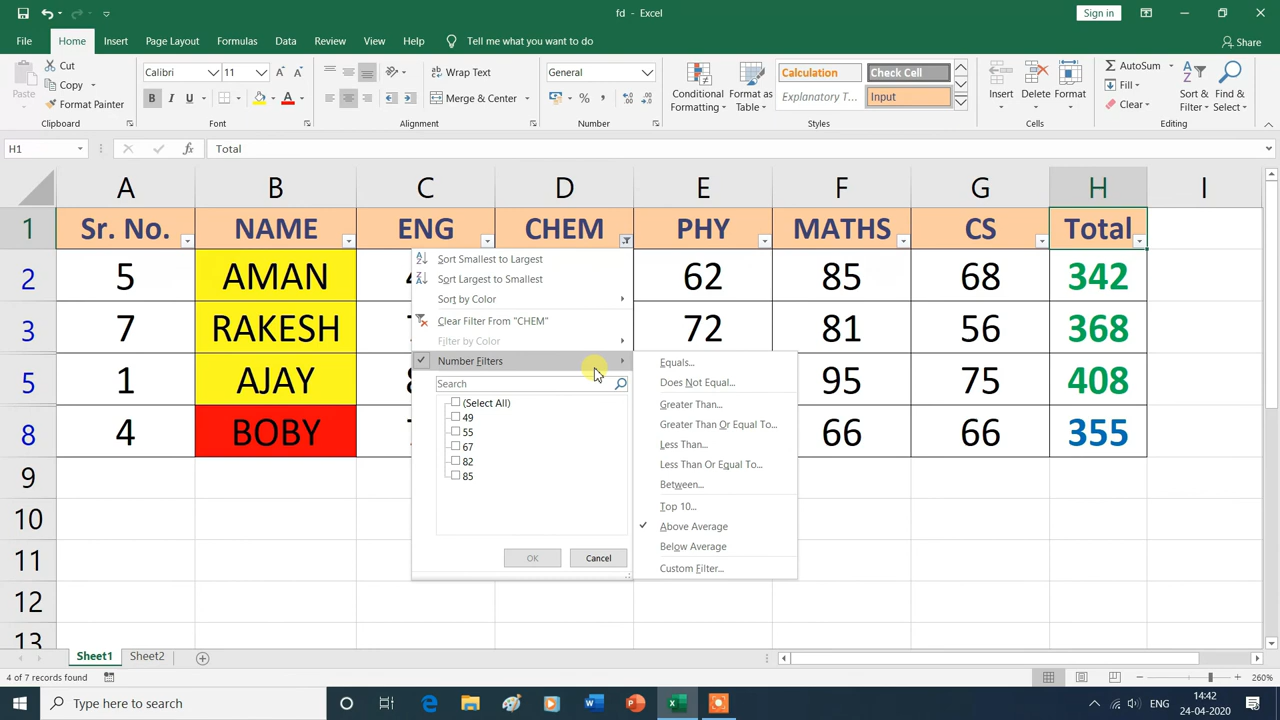 fd - Excel
Sign in
File Home Insert Page Layout Formulas Data Review View Help Tell me what you want to do Share
Cut
Copy
Format Painter
Paste
Clipboard
Calibri 11
B I U
Font
Wrap Text
Merge & Center
Alignment
General
% ,
Number
Conditional Formatting
Format as Table
Calculation
Check Cell
Explanatory T...
Input
Styles
Insert
Delete
Format
Cells
AutoSum
Fill
Clear
Sort & Filter
Find & Select
Editing
H1 fx Total
A B C D E F G H I
1 Sr. No. NAME ENG CHEM PHY MATHS CS Total
2 5 AMAN 62 85 68 342
3 7 RAKESH 72 81 56 368
5 1 AJAY 95 75 408
8 4 BOBY 66 66 355
9
10
11
12
13
Sort Smallest to Largest
Sort Largest to Smallest
Sort by Color
Clear Filter From "CHEM"
Filter by Color
Number Filters
Search
(Select All)
49
55
67
82
85
OK Cancel
Equals...
Does Not Equal...
Greater Than...
Greater Than Or Equal To...
Less Than...
Less Than Or Equal To...
Between...
Top 10...
Above Average
Below Average
Custom Filter...
Sheet1 Sheet2
4 of 7 records found
260%
Type here to search
ENG
14:42
24-04-2020